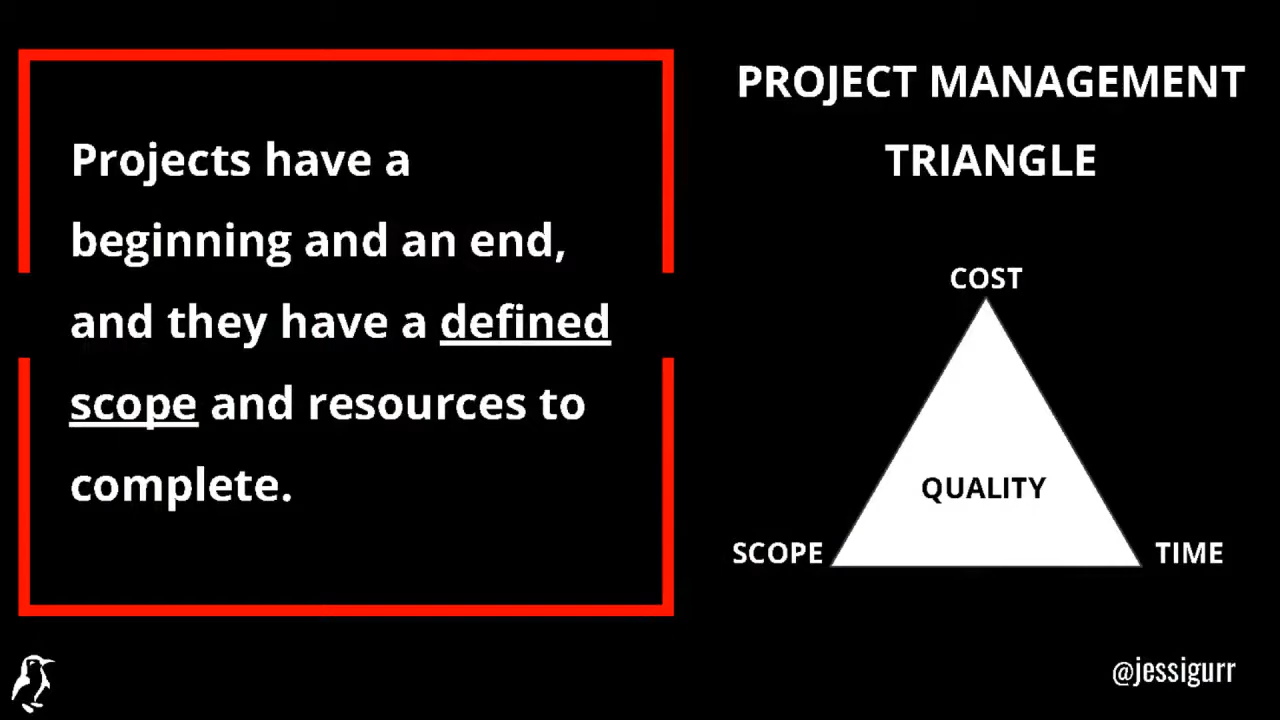 Projects have a
beginning and an end,
and they have a defined
scope and resources to
complete.
PROJECT MANAGEMENT
TRIANGLE
COST
QUALITY
SCOPE
TIME
@jessigurr